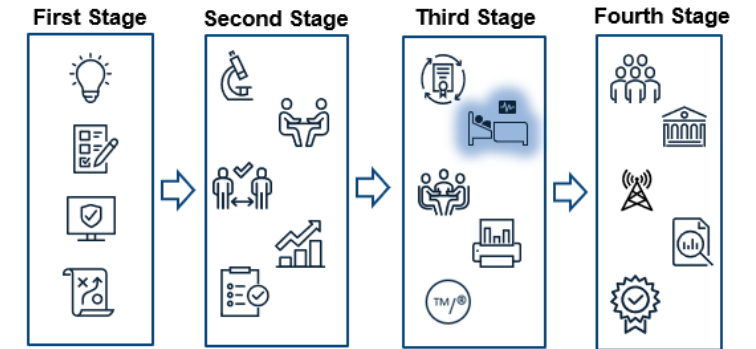 First Stage
Second Stage
Third Stage
Fourth Stage
TM/®